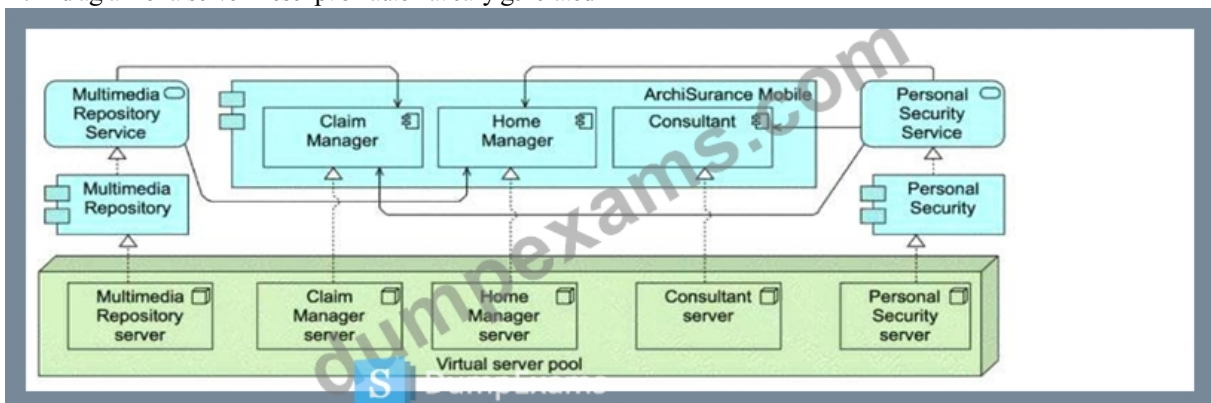 Multimedia
Repository
Service
ArchiSurance Mobile
Claim
Manager
Home
Manager
Consultant
Personal
Security
Service
Multimedia
Repository
Personal
Security
Multimedia
Repository
server
Claim
Manager
server
Home
Manager
server
Consultant
server
Personal
Security
server
Virtual server pool
dumpexams.com
S DumpExams